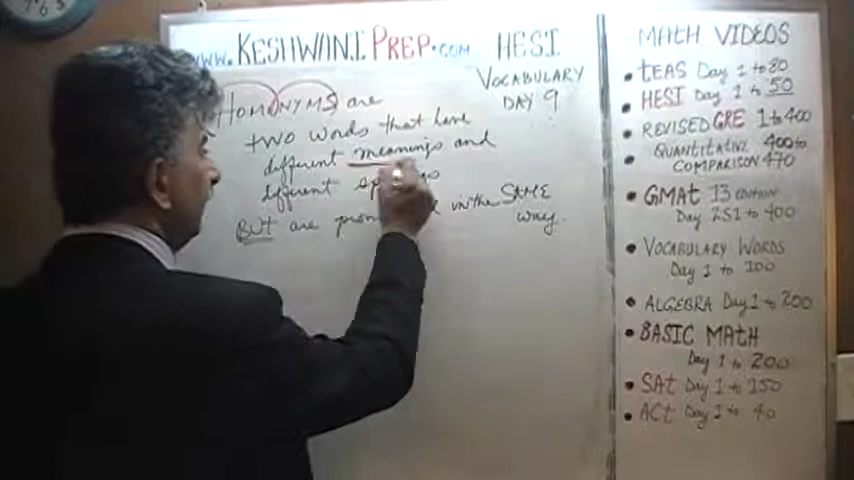 www.KESHWANIPREP.com
HESI
VOCABULARY
DAY 9
HOMONYMS are
two words that have
different meanings and
different
BUT are in the SAME
way.
MATH VIDEOS
• TEAS Day 1 to 80
• HESI Day 1 to 50
• REVISED GRE 1 to 400
• QUANTITATIVE 400 to
COMPARISON 470
• GMAT 13 EDITION
Day 251 to 400
• VOCABULARY WORDS
Day 1 to 100
• ALGEBRA Day 1 to 200
• BASIC MATH
Day 1 to 200
• SAT Day 1 to 150
• ACT Day 1 to 40